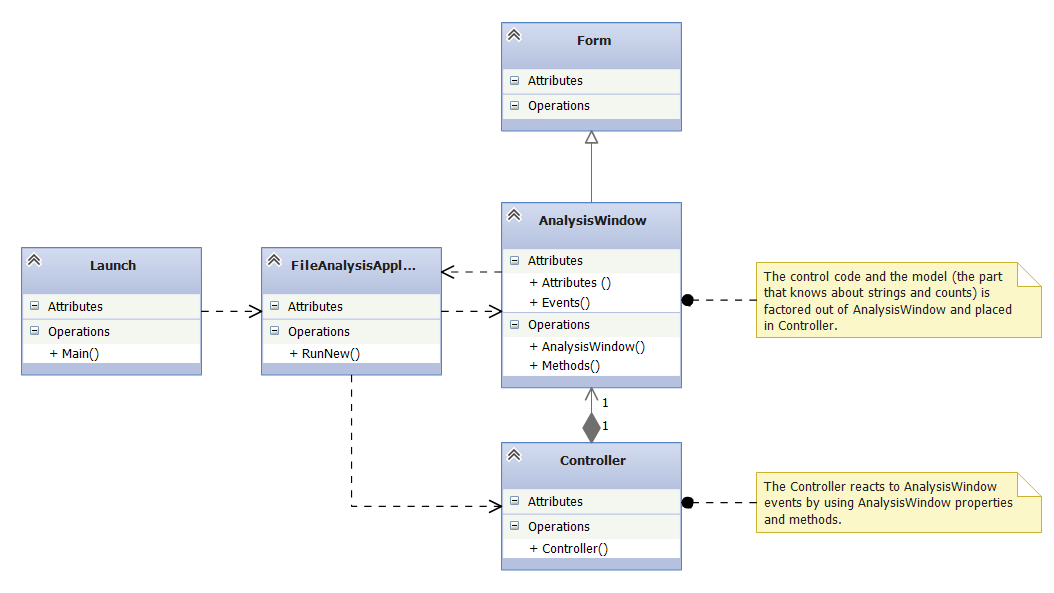 Form
Attributes
Operations
AnalysisWindow
Attributes
+ Attributes ()
+ Events()
Operations
+ AnalysisWindow()
+ Methods()
Launch
Attributes
Operations
+ Main()
FileAnalysisAppl...
Attributes
Operations
+ RunNew()
The control code and the model (the part
that knows about strings and counts) is
factored out of AnalysisWindow and placed
in Controller.
1
1
Controller
Attributes
Operations
+ Controller()
The Controller reacts to AnalysisWindow
events by using AnalysisWindow properties
and methods.